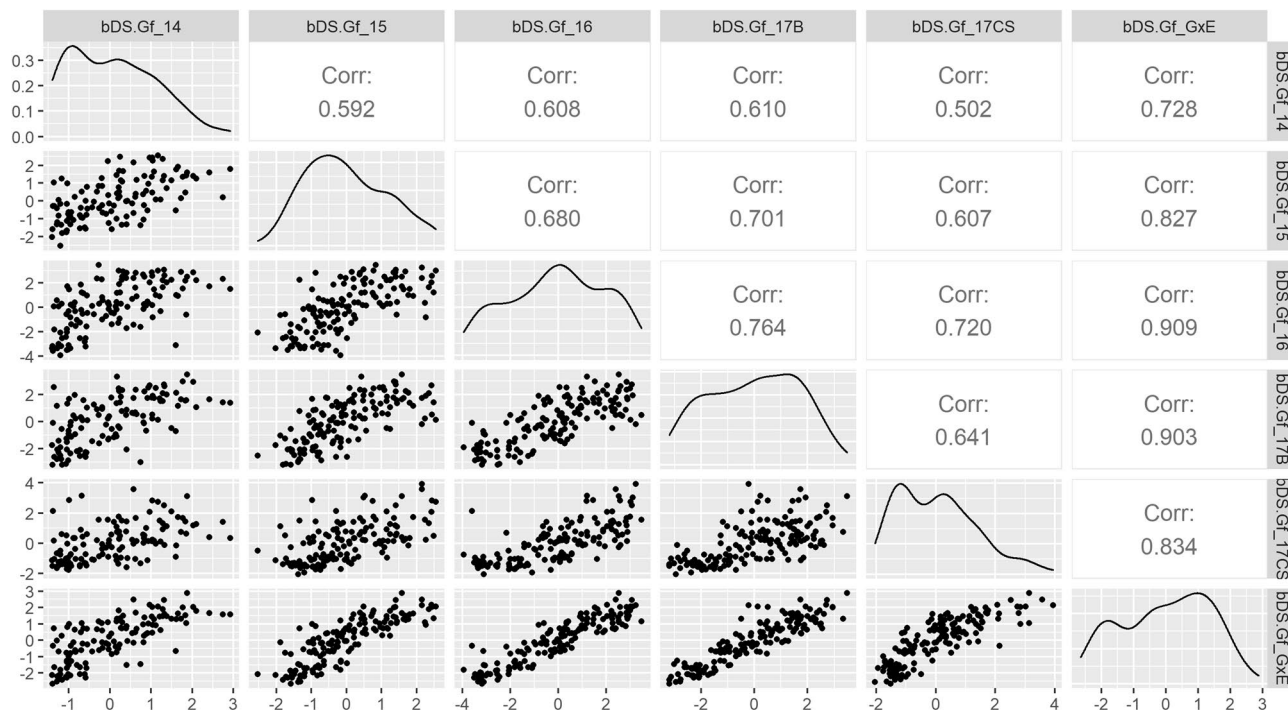 bDS.Gf_14 bDS.Gf_15 bDS.Gf_16 bDS.Gf_17B bDS.Gf_17CS bDS.Gf_GxE
0.3
0.2
0.1
0.0
Corr:
0.592
Corr:
0.608
Corr:
0.610
Corr:
0.502
Corr:
0.728
bDS.Gf_14
2
1
0
-1
-2
Corr:
0.680
Corr:
0.701
Corr:
0.607
Corr:
0.827
bDS.Gf_15
2
0
-2
-4
Corr:
0.764
Corr:
0.720
Corr:
0.909
bDS.Gf_16
2
0
-2
Corr:
0.641
Corr:
0.903
bDS.Gf_17B
4
2
0
-2
Corr:
0.834
bDS.Gf_17CS
3
2
1
0
-1
-2
bDS.Gf_GxE
-1 0 1 2 3 -2 0 2 -4 -2 0 2 -2 0 2 -2 0 2 4 -2 -1 0 1 2 3